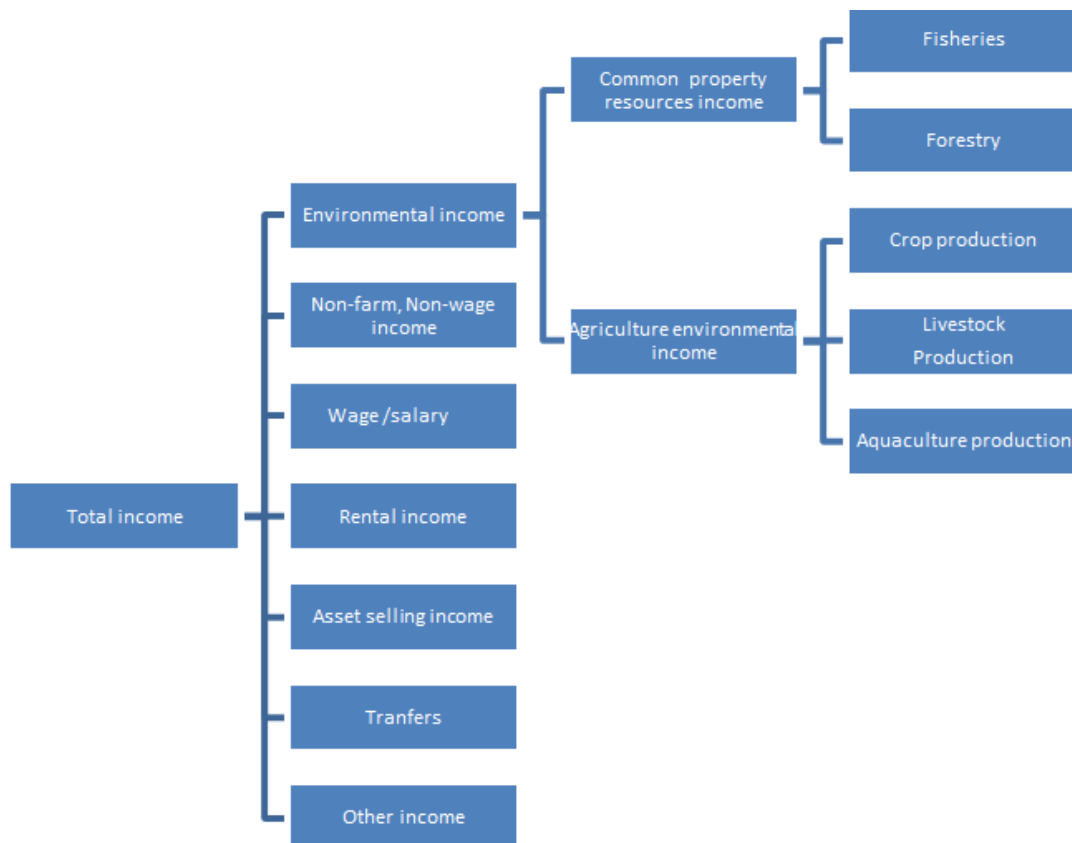 Fisheries
Common property
resources income
Forestry
Environmental income
Crop production
Non-farm, Non-wage
income
Agriculture environmental
income
Livestock
Production
Wage /salary
Aquaculture production
Total income
Rental income
Asset selling income
Tranfers
Other income